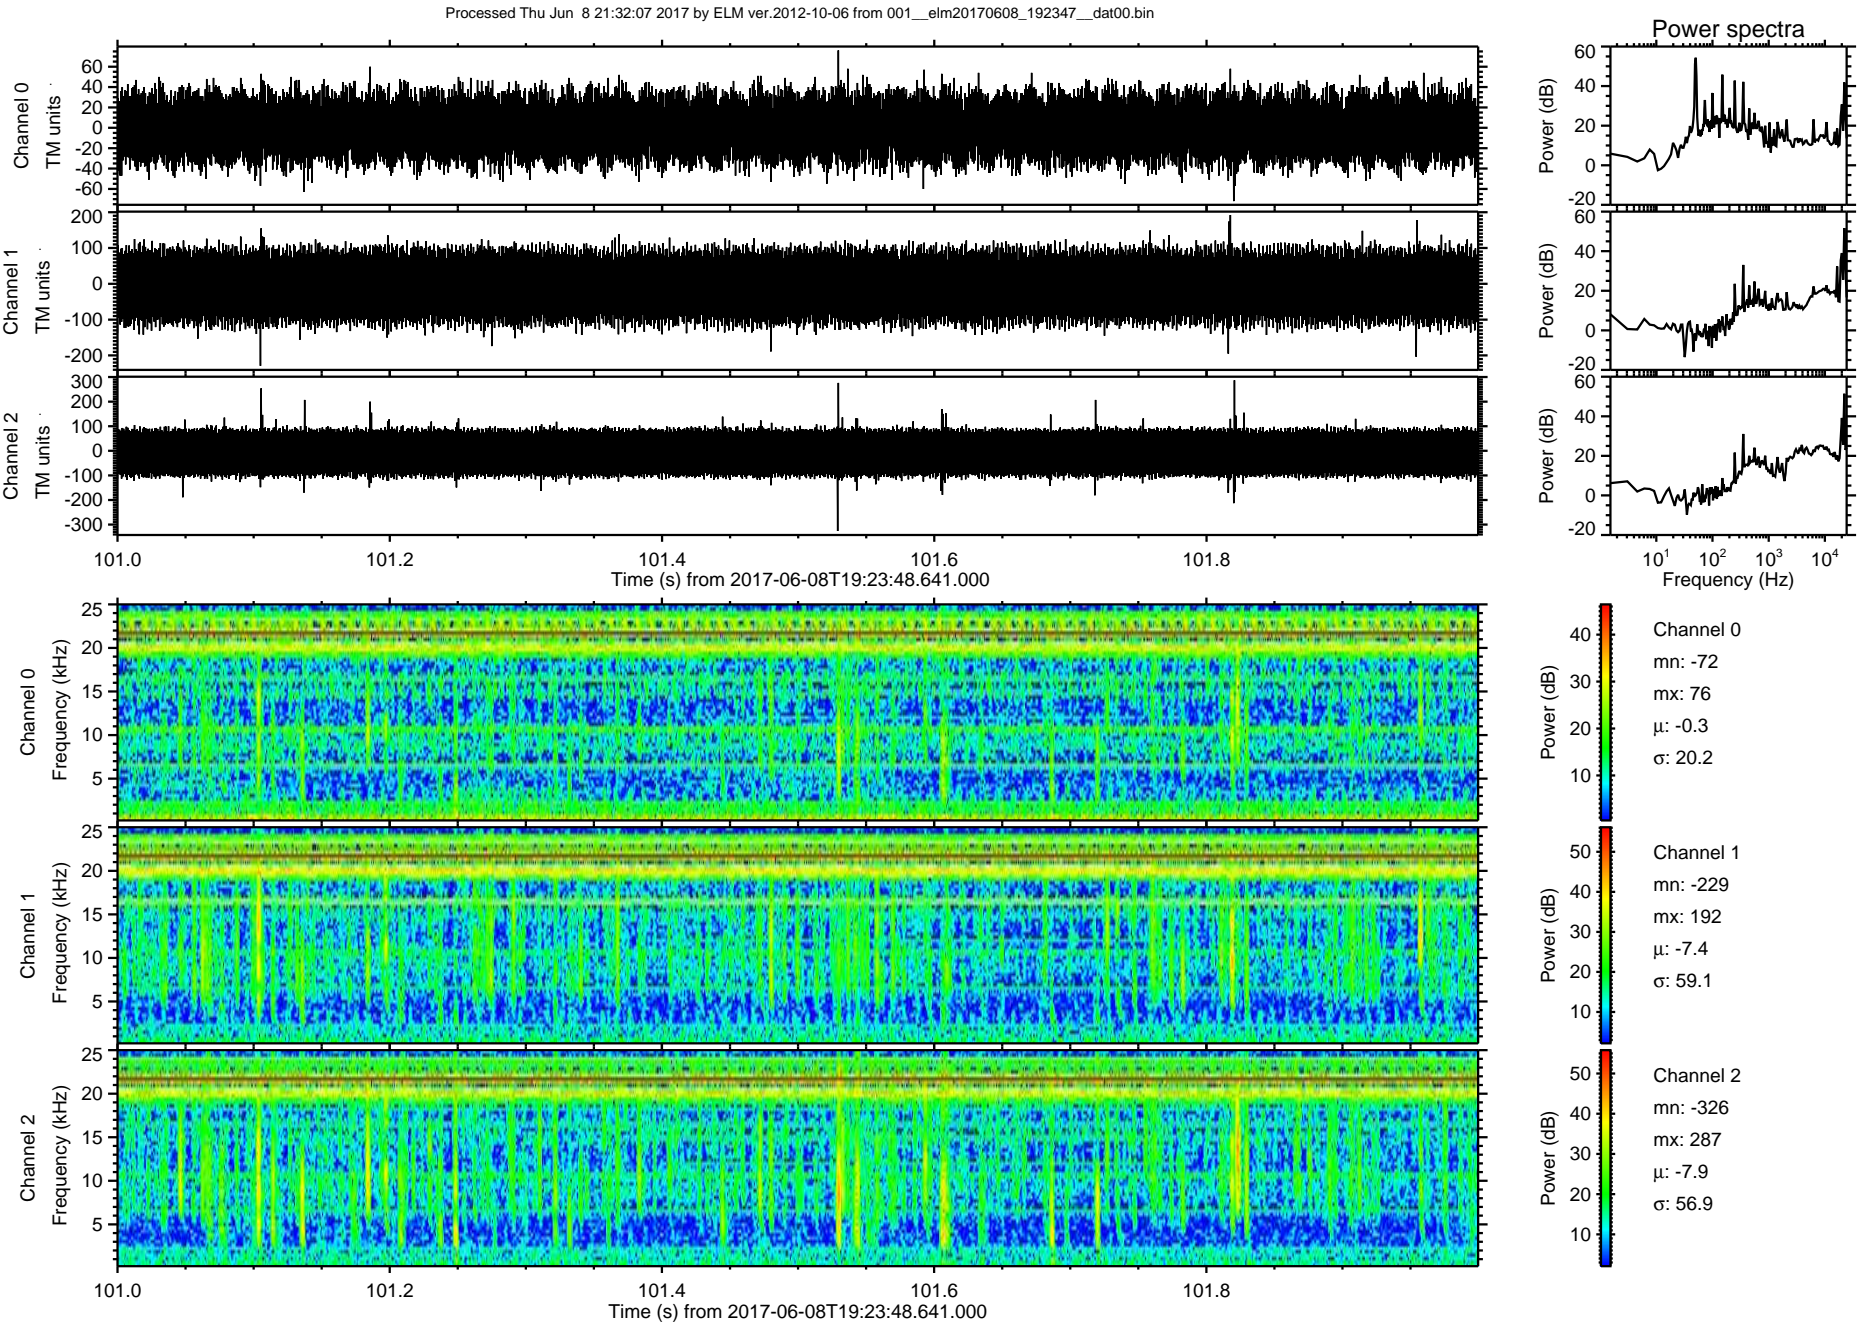 Processed Thu Jun  8 21:32:07 2017 by ELM ver.2012-10-06 from 001__elm20170608_192347__dat00.bin
Power spectra
Channel 0
TM units
60
40
20
0
-20
-40
-60
Power (dB)
60
40
20
0
-20
Channel 1
TM units
200
100
0
-100
-200
Power (dB)
60
40
20
0
-20
Channel 2
TM units
300
200
100
0
-100
-200
-300
Power (dB)
60
40
20
0
-20
101.0 101.2 101.4 101.6 101.8
Time (s) from 2017-06-08T19:23:48.641.000
10¹ 10² 10³ 10⁴
Frequency (Hz)
Channel 0
Frequency (kHz)
25
20
15
10
5
Power (dB)
40
30
20
10
Channel 0
mn: -72
mx: 76
μ: -0.3
σ: 20.2
Channel 1
Frequency (kHz)
25
20
15
10
5
Power (dB)
50
40
30
20
10
Channel 1
mn: -229
mx: 192
μ: -7.4
σ: 59.1
Channel 2
Frequency (kHz)
25
20
15
10
5
Power (dB)
50
40
30
20
10
Channel 2
mn: -326
mx: 287
μ: -7.9
σ: 56.9
101.0 101.2 101.4 101.6 101.8
Time (s) from 2017-06-08T19:23:48.641.000